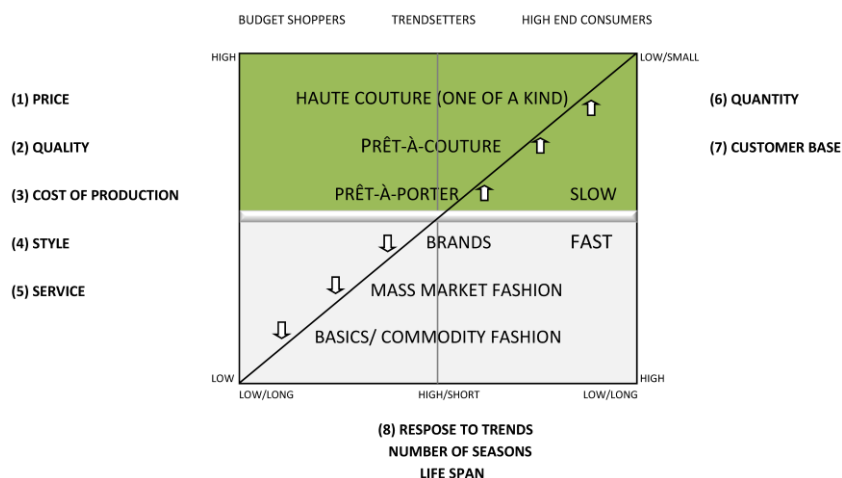 BUDGET SHOPPERS TRENDSETTERS HIGH END CONSUMERS
HIGH LOW/SMALL
(1) PRICE HAUTE COUTURE (ONE OF A KIND) (6) QUANTITY
(2) QUALITY PRÊT-À-COUTURE (7) CUSTOMER BASE
(3) COST OF PRODUCTION PRÊT-À-PORTER SLOW
(4) STYLE BRANDS FAST
(5) SERVICE MASS MARKET FASHION
BASICS/ COMMODITY FASHION
LOW HIGH
LOW/LONG HIGH/SHORT LOW/LONG
(8) RESPOSE TO TRENDS
NUMBER OF SEASONS
LIFE SPAN